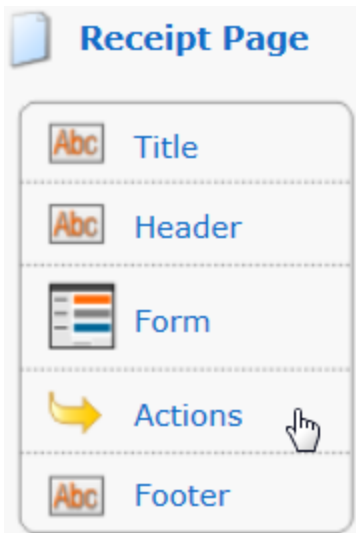 Receipt Page
Abc Title
Abc Header
Form
Actions
Abc Footer